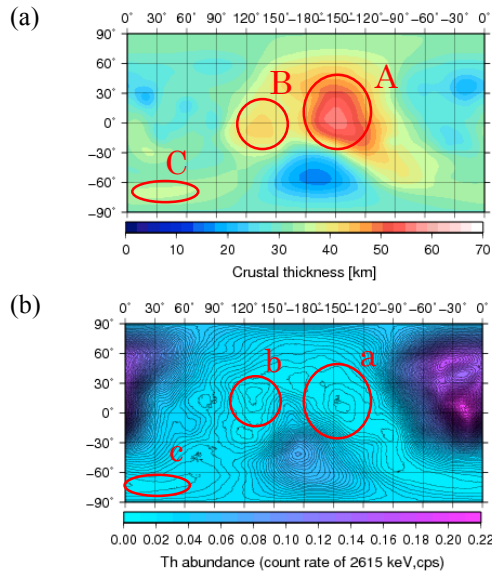 (a)
0° 30° 60° 90° 120° 150° 180° −150° −120° −90° −60° −30° 0°
90°
60°
30°
0°
−30°
−60°
−90°
A
B
C
0 10 20 30 40 50 60 70
Crustal thickness [km]
(b)
0° 30° 60° 90° 120° 150° 180° −150° −120° −90° −60° −30° 0°
90°
60°
30°
0°
−30°
−60°
−90°
a
b
c
0.00 0.02 0.04 0.06 0.08 0.10 0.12 0.14 0.16 0.18 0.20 0.22
Th abundance (count rate of 2615 keV,cps)